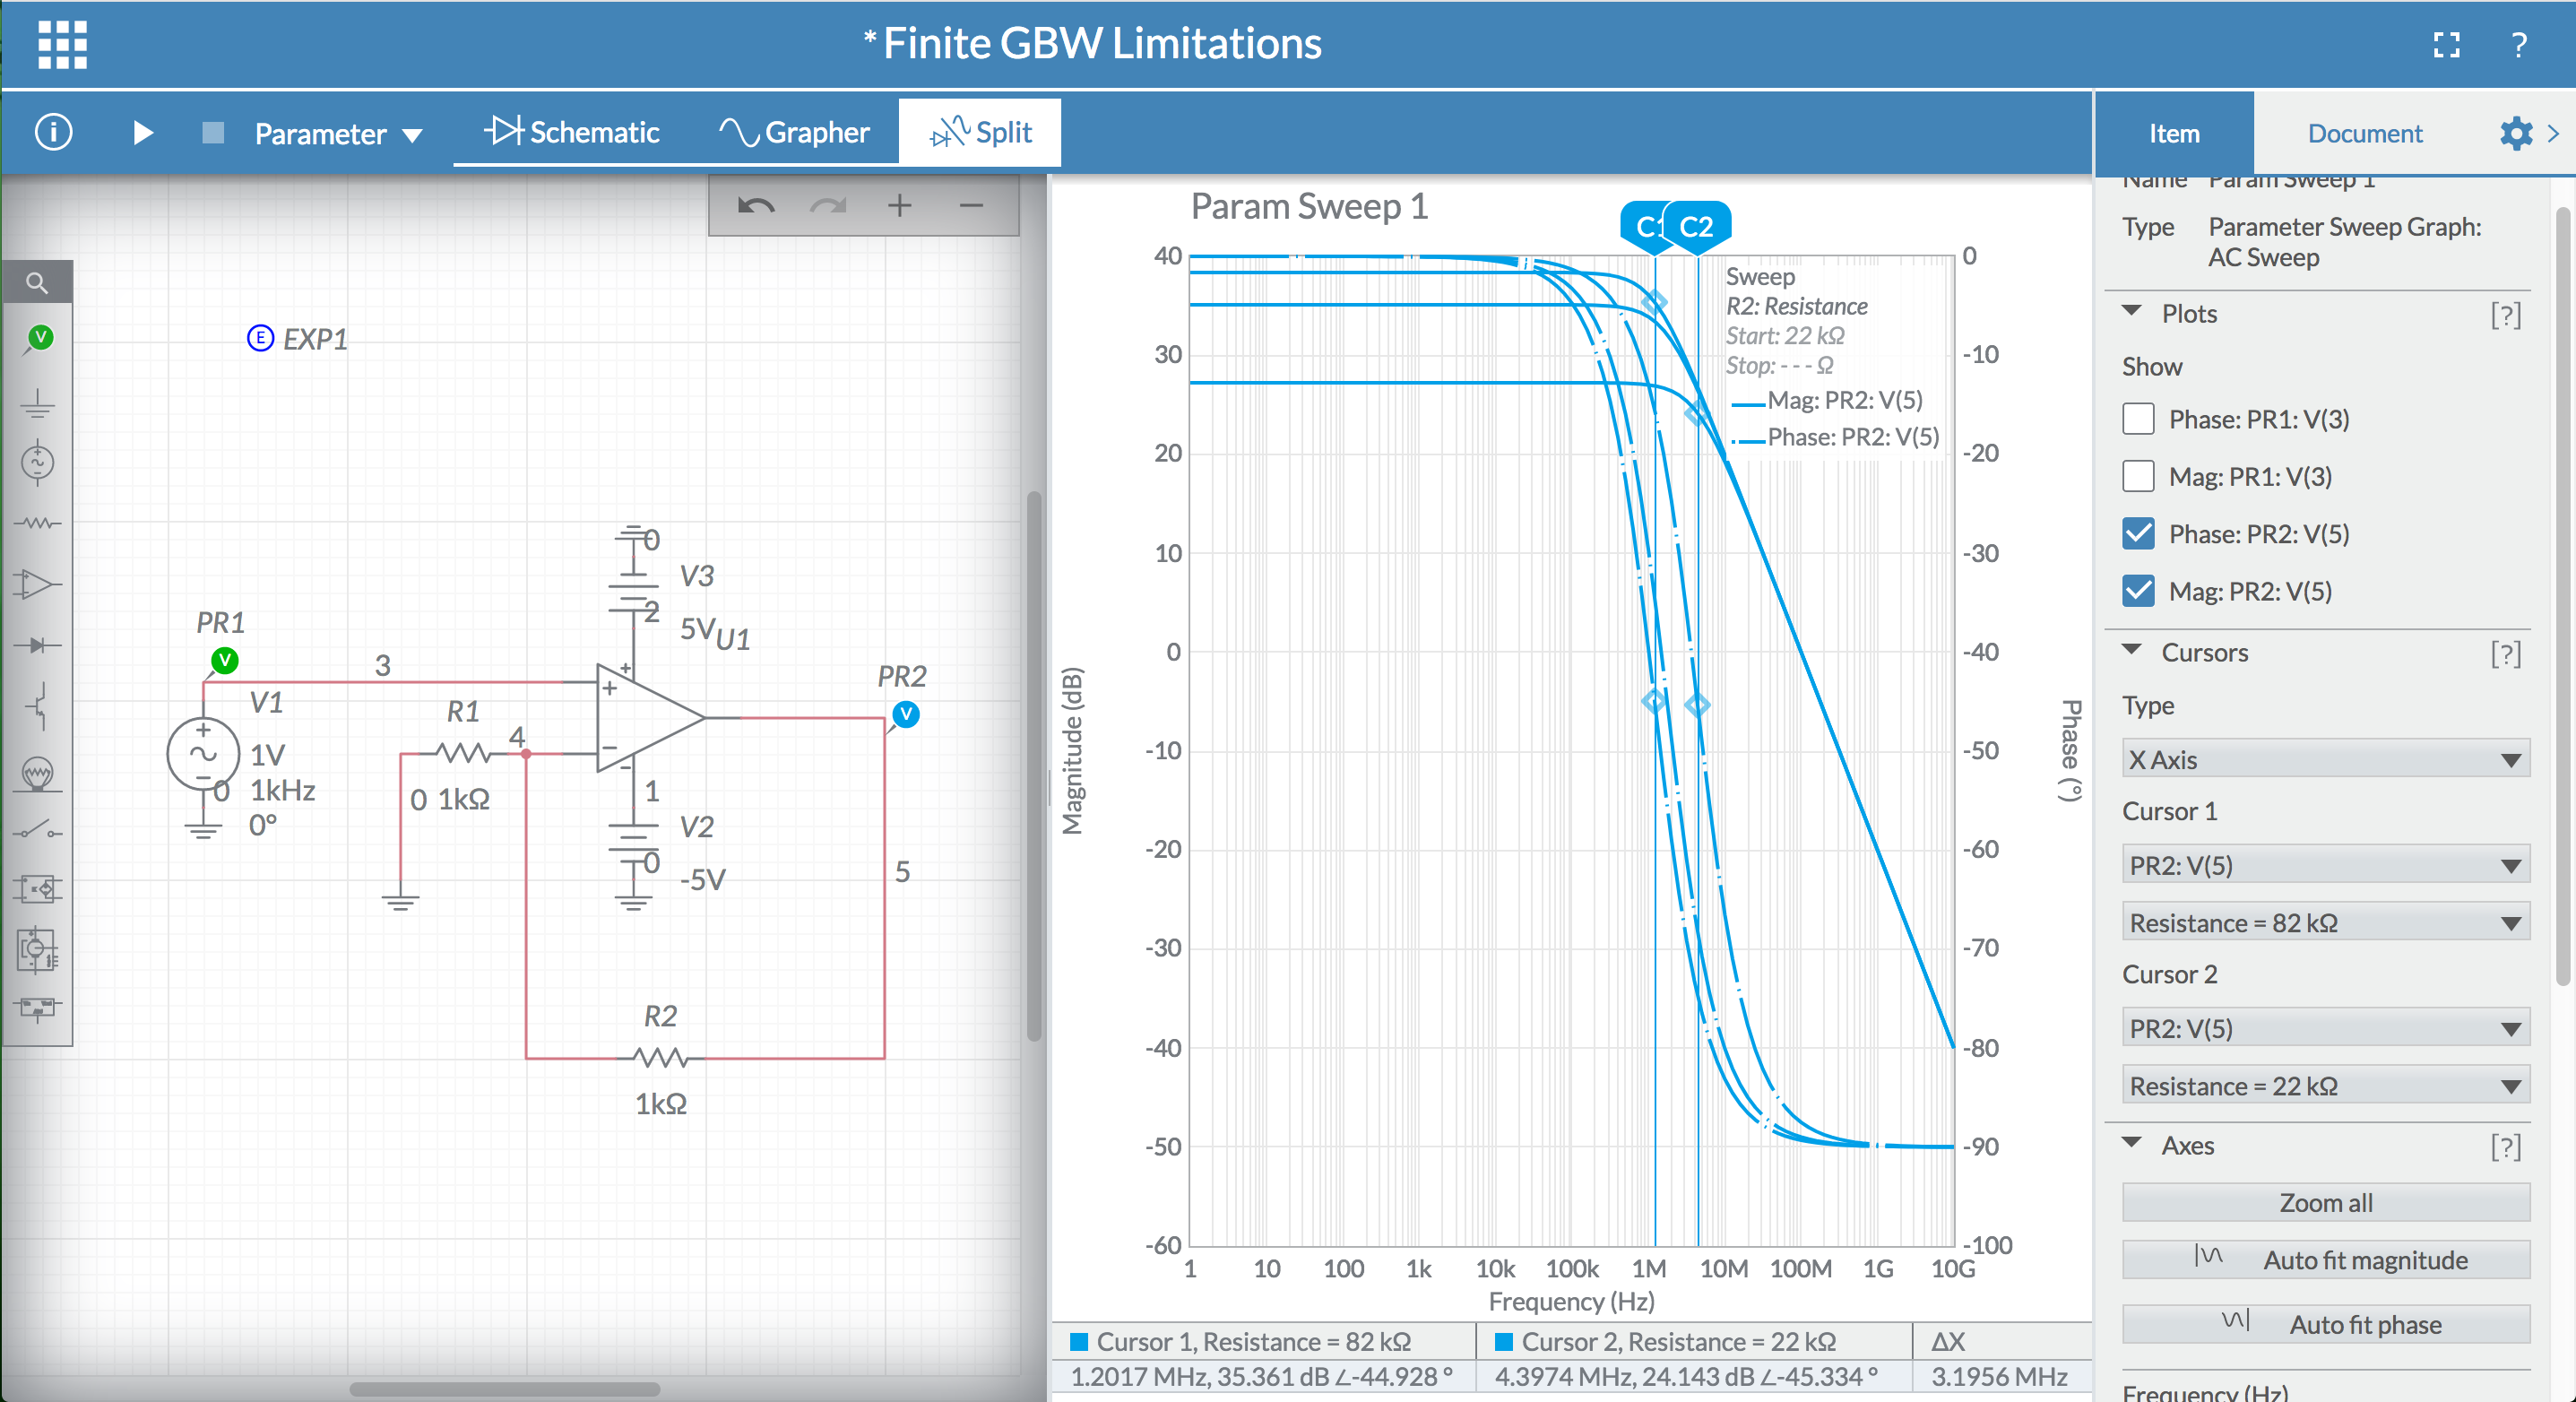 * Finite GBW Limitations
?
i
Parameter
Schematic
Grapher
Split
Item
Document
EXP1
E
V
0
V3
2
5V
U1
PR1
V
3
V1
+
1V
0
1kHz
0°
R1
4
0
1kΩ
+
+
−
−
1
V2
0
-5V
PR2
V
5
R2
1kΩ
Param Sweep 1
C1
C2
40
30
20
10
0
-10
-20
-30
-40
-50
-60
Magnitude (dB)
Sweep
R2: Resistance
Start: 22 kΩ
Stop: - - - Ω
Mag: PR2: V(5)
Phase: PR2: V(5)
0
-10
-20
-30
-40
-50
-60
-70
-80
-90
-100
Phase (°)
1 10 100 1k 10k 100k 1M 10M 100M 1G 10G
Frequency (Hz)
Cursor 1, Resistance = 82 kΩ
Cursor 2, Resistance = 22 kΩ
ΔX
1.2017 MHz, 35.361 dB ∠-44.928 °
4.3974 MHz, 24.143 dB ∠-45.334 °
3.1956 MHz
Name Param Sweep 1
Type Parameter Sweep Graph:
AC Sweep
Plots [?]
Show
Phase: PR1: V(3)
Mag: PR1: V(3)
Phase: PR2: V(5)
Mag: PR2: V(5)
Cursors [?]
Type
X Axis
Cursor 1
PR2: V(5)
Resistance = 82 kΩ
Cursor 2
PR2: V(5)
Resistance = 22 kΩ
Axes [?]
Zoom all
Auto fit magnitude
Auto fit phase
Frequency (Hz)